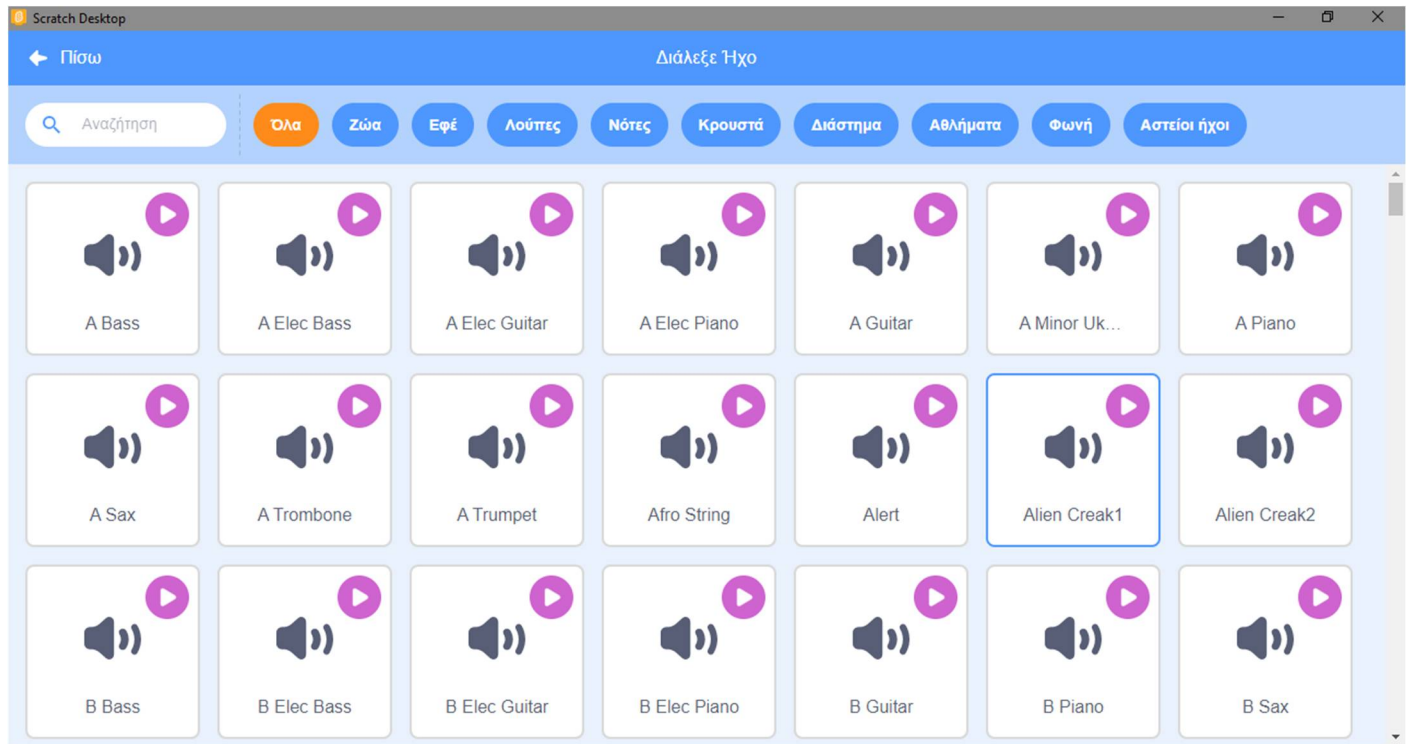 Scratch Desktop
Πίσω
Διάλεξε Ήχο
Αναζήτηση Όλα Ζώα Εφέ Λούπες Νότες Κρουστά Διάστημα Αθλήματα Φωνή Αστείοι ήχοι
A Bass A Elec Bass A Elec Guitar A Elec Piano A Guitar A Minor Uk... A Piano
A Sax A Trombone A Trumpet Afro String Alert Alien Creak1 Alien Creak2
B Bass B Elec Bass B Elec Guitar B Elec Piano B Guitar B Piano B Sax